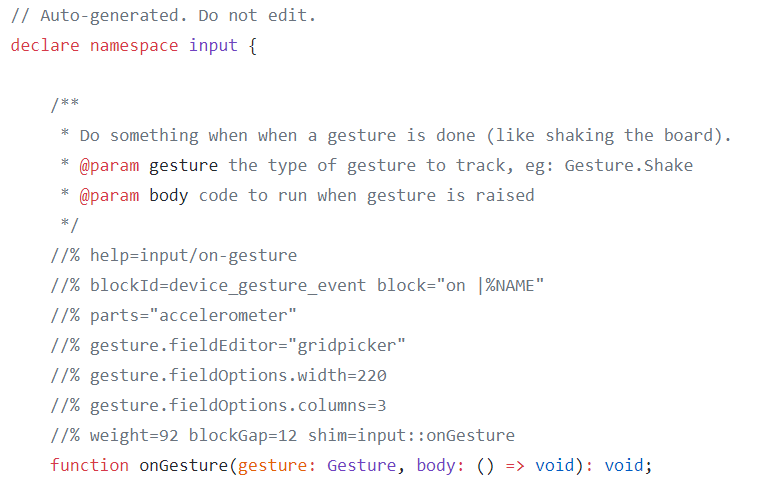 // Auto-generated. Do not edit.
declare namespace input {
/**
* Do something when when a gesture is done (like shaking the board).
* @param gesture the type of gesture to track, eg: Gesture.Shake
* @param body code to run when gesture is raised
*/
//% help=input/on-gesture
//% blockId=device_gesture_event block="on |%NAME"
//% parts="accelerometer"
//% gesture.fieldEditor="gridpicker"
//% gesture.fieldOptions.width=220
//% gesture.fieldOptions.columns=3
//% weight=92 blockGap=12 shim=input::onGesture
function onGesture(gesture: Gesture, body: () => void): void;